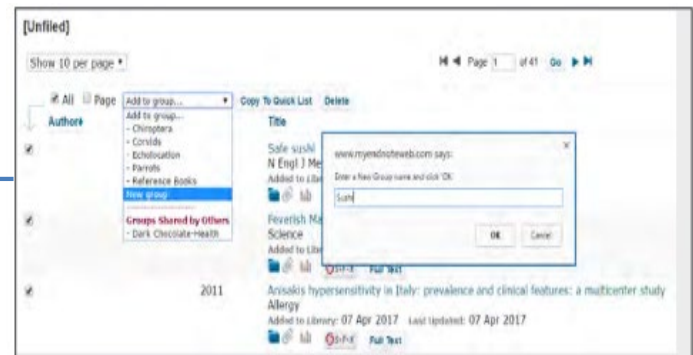 [Unfiled]
Show 10 per page
Page 1 of 41 Go
All Page Add to group... Copy To Quick List Delete
Author Title
Add to group...
- Chiroptera
- Corvids
- Echolocation
- Parrots
- Reference Books
New group
Groups Shared by Others
- Dark Chocolate-Health
Safe sushi
N Engl J Me
Added to Libr
www.myendnoteweb.com says:
Enter a New Group name and click 'OK'
Sushi
OK Cancel
Feverish Ma
Science
Added to Libr
S-F-X Full Text
2011 Anisakis hypersensitivity in Italy: prevalence and clinical features: a multicenter study
Allergy
Added to Library: 07 Apr 2017 Last Updated: 07 Apr 2017
S-F-X Full Text